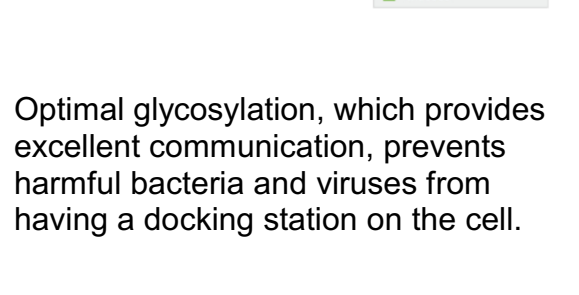 Optimal glycosylation, which provides
excellent communication, prevents
harmful bacteria and viruses from
having a docking station on the cell.